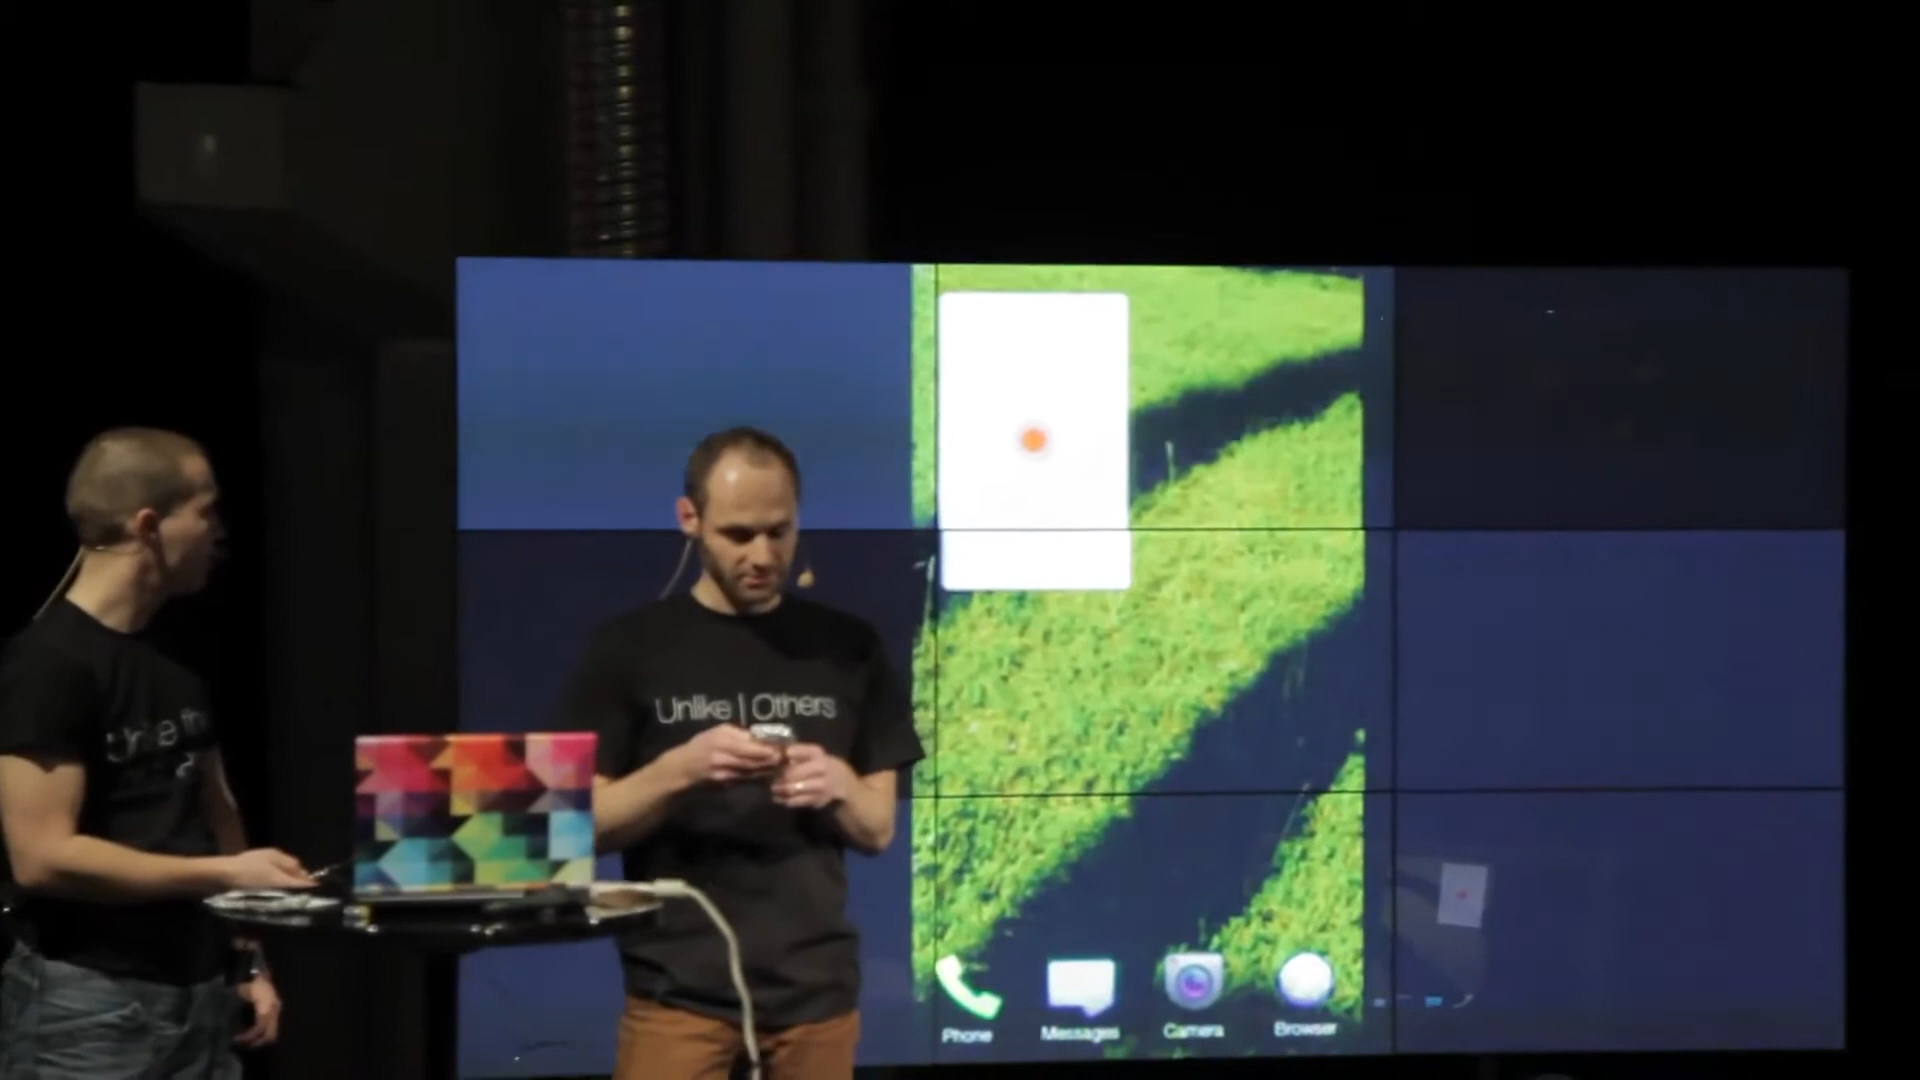 Unlike | Others
Phone
Messages
Camera
Browser